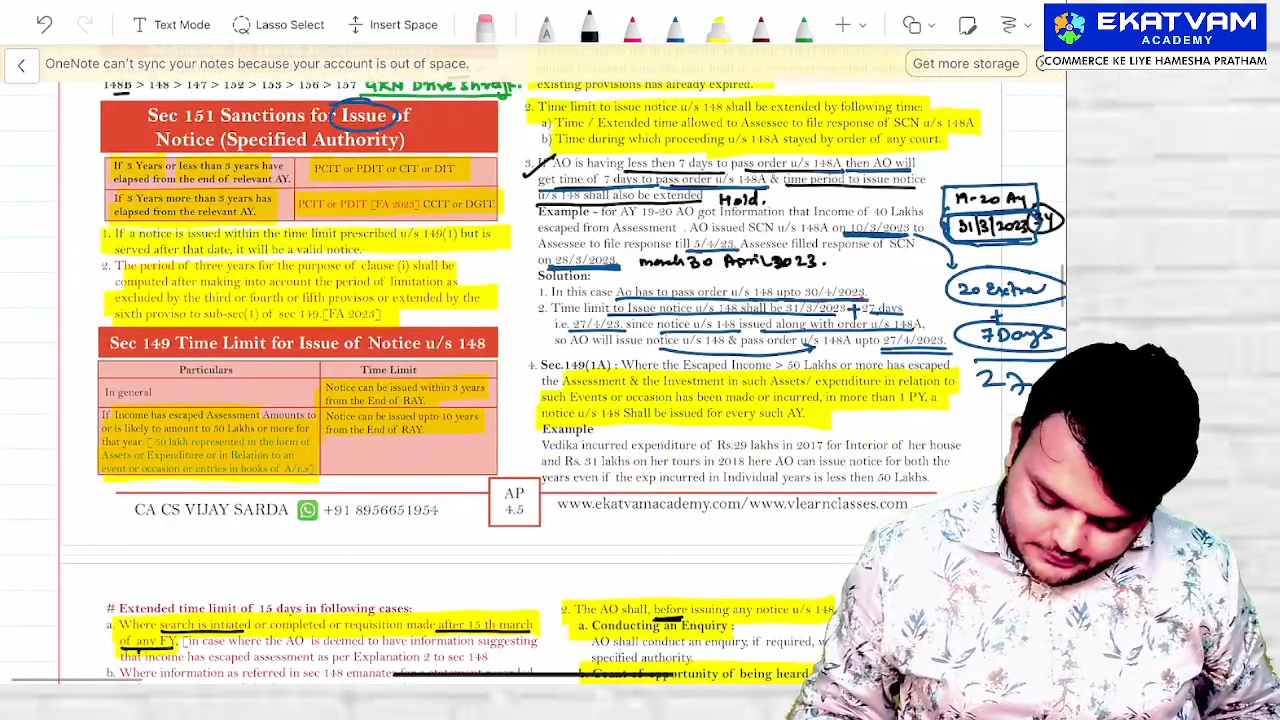 Text Mode
Lasso Select
Insert Space
EKATVAM
ACADEMY
COMMERCE KE LIYE HAMESHA PRATHAM
OneNote can't sync your notes because your account is out of space.
Get more storage
148B > 148 > 147 > 152 > 153 > 156 > 157
Sec 151 Sanctions for Issue of
Notice (Specified Authority)
If 3 Years or less than 3 years have
elapsed from the end of relevant AY.
PCIT or PDIT or CIT or DIT
If 3 Years more than 3 years has
elapsed from the relevant AY.
PCIT or PDIT [FA 2023] CCIT or DGIT.
1. If a notice is issued within the time prescribed u/s 149(1) but is
served after that date, it will be a valid notice.
2. The period of three years for the purpose of clause (i) shall be
computed after making into account the period of limitation as
excluded by the third or fourth or fifth provisos or extended by the
sixth proviso to sub-sec(1) of sec 149.[FA 2023]
Sec 149 Time Limit for Issue of Notice u/s 148
Particulars
Time Limit
In general
Notice can be issued within 3 years
from the End of RAY.
If Income has escaped Assessment Amounts to
or is likely to amount to 50 Lakhs or more for
that year. [ 50 lakh represented in the form of
Assets or Expenditure or in Relation to an
event or occasion or entries in books of A/c,s]
Notice can be issued upto 10 years
from the End of RAY.
existing provisions has already expired.
2. Time limit to issue notice u/s 148 shall be extended by following time:
a) Time / Extended time allowed to Assessee to file response of SCN u/s 148A
b) Time during which proceeding u/s 148A stayed by order of any court.
3. If AO is having less then 7 days to pass order u/s 148A then AO will
get time of 7 days to pass order u/s 148A & time period to issue notice
u/s 148 shall also be extended Hold.
Example - for AY 19-20 AO got Information that Income of 40 Lakhs
escaped from Assessment . AO issued SCN u/s 148A on 10/3/2023 to
Assessee to file response till 5/4/23. Assessee filled response of SCN
on 28/3/2023. march 30 April 2023.
Solution:
1. In this case Ao has to pass order u/s 148 upto 30/4/2023.
2. Time limit to Issue notice u/s 148 shall be 31/3/2023 + 27 days
i.e. 27/4/23. since notice u/s 148 issued along with order u/s 148A,
so AO will issue notice u/s 148 & pass order u/s 148A upto 27/4/2023.
4. Sec.149(1A) : Where the Escaped Income > 50 Lakhs or more has escaped
the Assessment & the Investment in such Assets/ expenditure in relation to
such Events or occasion has been made or incurred, in more than 1 PY, a
notice u/s 148 Shall be issued for every such AY.
Example
Vedika incurred expenditure of Rs.29 lakhs in 2017 for Interior of her house
and Rs. 31 lakhs on her tours in 2018 here AO can issue notice for both the
years even if the exp incurred in Individual years is less then 50 Lakhs.
31/3/2023
20 Extra
+
7 Days
27
CA CS VIJAY SARDA +91 8956651954
AP
4.5
www.ekatvamacademy.com/www.vlearnclasses.com
# Extended time limit of 15 days in following cases:
a. Where search is intiated or completed or requisition made after 15 th march
of any FY. [in case where the AO is deemed to have information suggesting
that income has escaped assessment as per Explanation 2 to sec 148
b. Where information as referred in sec 148 emanates
2. The AO shall, before issuing any notice u/s 148
a. Conducting an Enquiry :
AO shall conduct an enquiry, if required,
specified authority.
b. Grant of opportunity of being heard